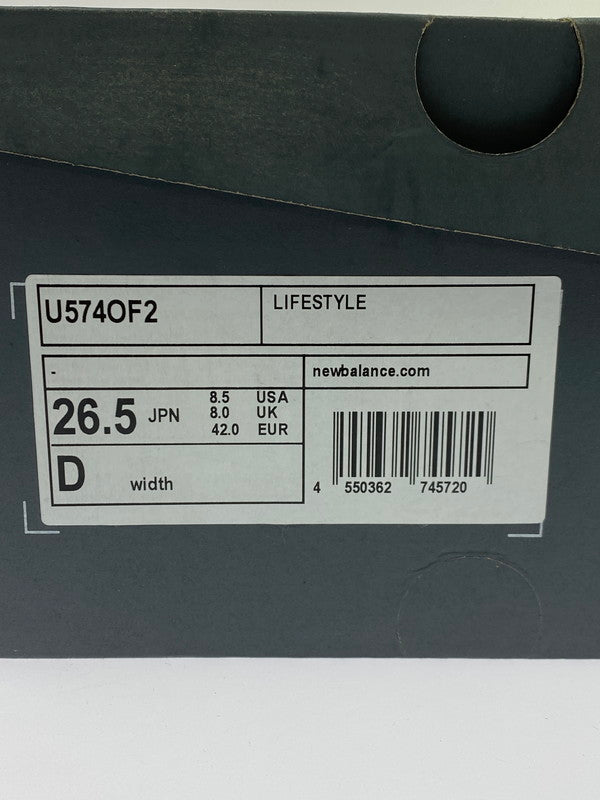 U574OF2
LIFESTYLE
-
newbalance.com
26.5 JPN
8.5 USA
8.0 UK
42.0 EUR
D width
4 550362 745720